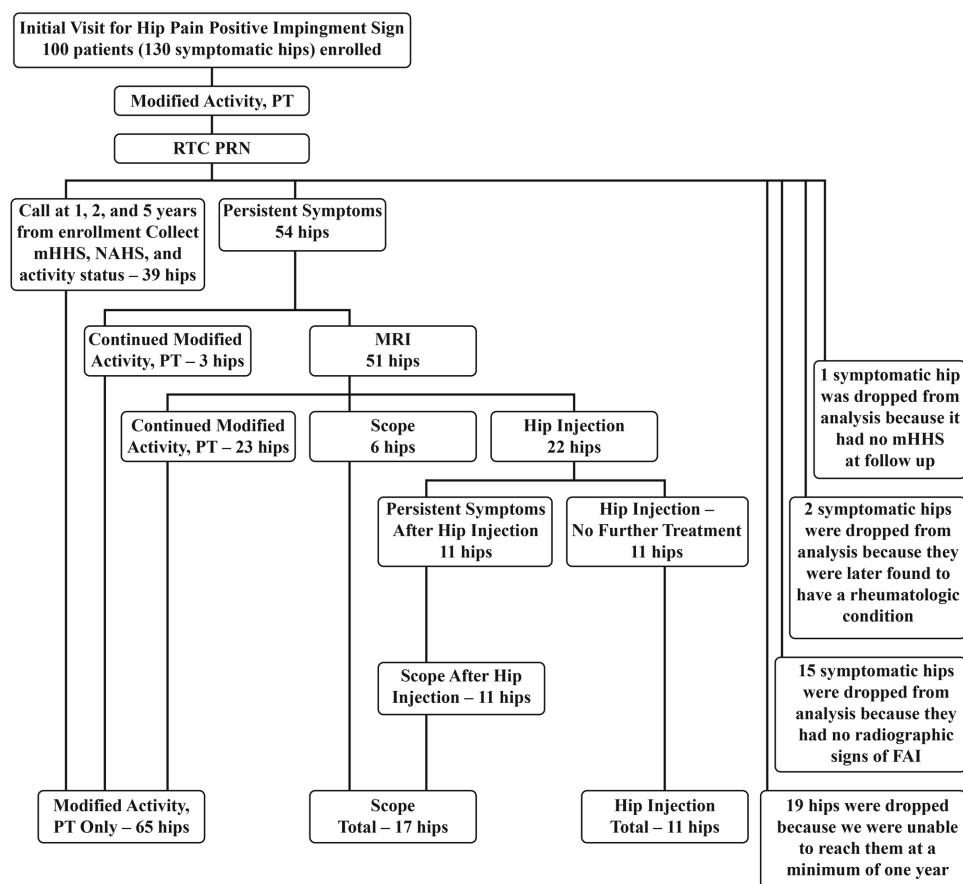 Initial Visit for Hip Pain Positive Impingment Sign
100 patients (130 symptomatic hips) enrolled
Modified Activity, PT
RTC PRN
Call at 1, 2, and 5 years
from enrollment Collect
mHHS, NAHS, and
activity status – 39 hips
Persistent Symptoms
54 hips
Continued Modified
Activity, PT – 3 hips
MRI
51 hips
Continued Modified
Activity, PT – 23 hips
Scope
6 hips
Hip Injection
22 hips
Persistent Symptoms
After Hip Injection
11 hips
Hip Injection –
No Further Treatment
11 hips
Scope After Hip
Injection – 11 hips
Modified Activity,
PT Only – 65 hips
Scope
Total – 17 hips
Hip Injection
Total – 11 hips
1 symptomatic hip
was dropped from
analysis because it
had no mHHS
at follow up
2 symptomatic hips
were dropped from
analysis because they
were later found to
have a rheumatologic
condition
15 symptomatic hips
were dropped from
analysis because they
had no radiographic
signs of FAI
19 hips were dropped
because we were unable
to reach them at a
minimum of one year